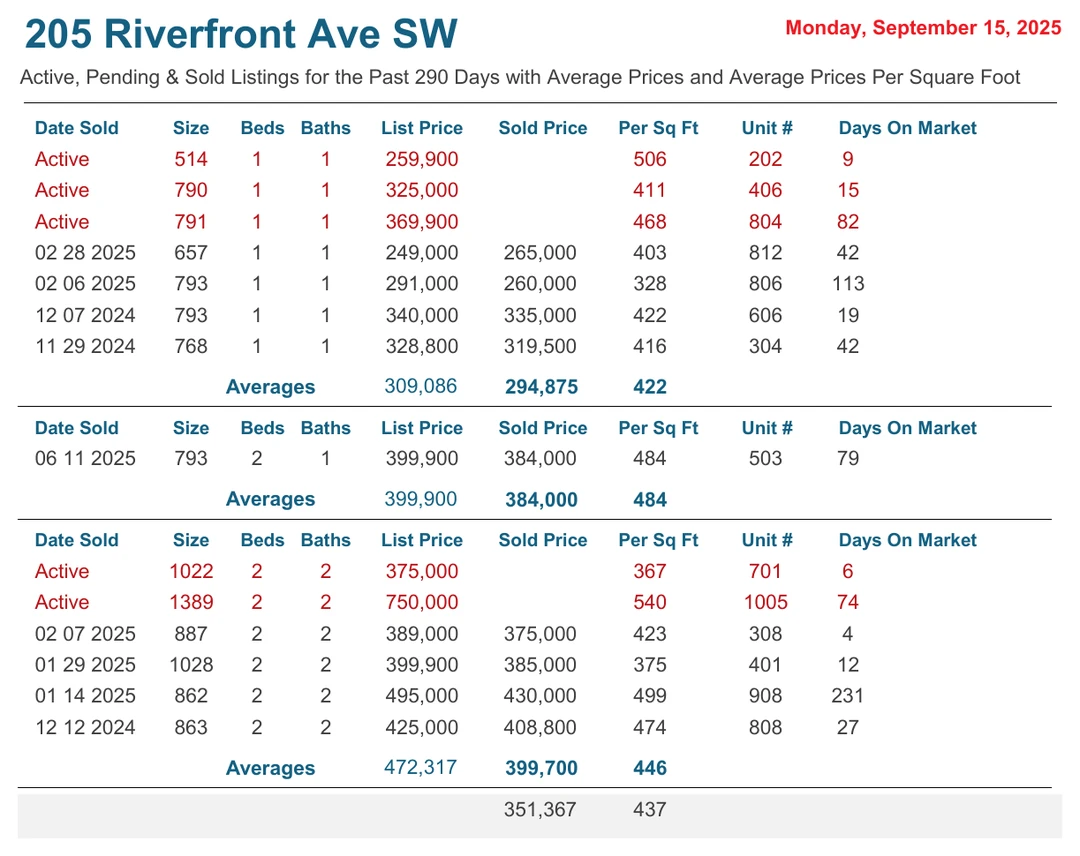 205 Riverfront Ave SW
Monday, September 15, 2025
Active, Pending & Sold Listings for the Past 290 Days with Average Prices and Average Prices Per Square Foot
Date Sold Size Beds Baths List Price Sold Price Per Sq Ft Unit # Days On Market
Active 514 1 1 259,900 506 202 9
Active 790 1 1 325,000 411 406 15
Active 791 1 1 369,900 468 804 82
02 28 2025 657 1 1 249,000 265,000 403 812 42
02 06 2025 793 1 1 291,000 260,000 328 806 113
12 07 2024 793 1 1 340,000 335,000 422 606 19
11 29 2024 768 1 1 328,800 319,500 416 304 42
Averages 309,086 294,875 422
Date Sold Size Beds Baths List Price Sold Price Per Sq Ft Unit # Days On Market
06 11 2025 793 2 1 399,900 384,000 484 503 79
Averages 399,900 384,000 484
Date Sold Size Beds Baths List Price Sold Price Per Sq Ft Unit # Days On Market
Active 1022 2 2 375,000 367 701 6
Active 1389 2 2 750,000 540 1005 74
02 07 2025 887 2 2 389,000 375,000 423 308 4
01 29 2025 1028 2 2 399,900 385,000 375 401 12
01 14 2025 862 2 2 495,000 430,000 499 908 231
12 12 2024 863 2 2 425,000 408,800 474 808 27
Averages 472,317 399,700 446
351,367 437